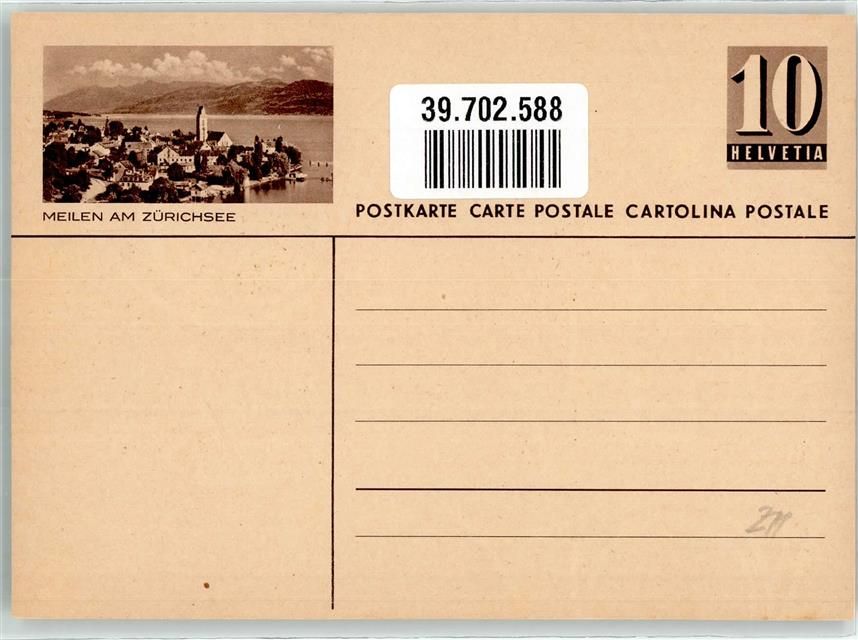 39.702.588
10
HELVETIA
MEILEN AM ZÜRICHSEE
POSTKARTE CARTE POSTALE CARTOLINA POSTALE